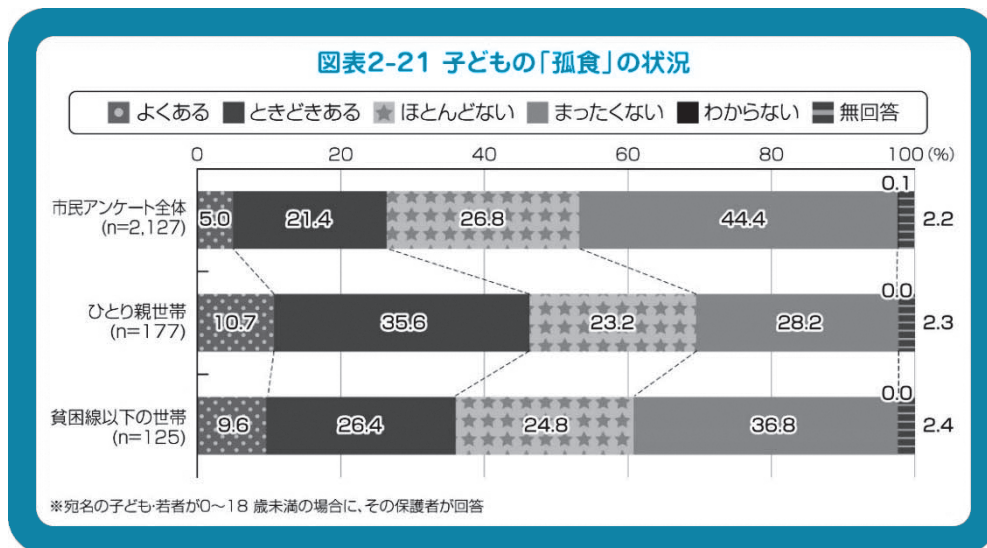 図表2-21 子どもの「孤食」の状況
よくある ときどきある ほとんどない まったくない わからない 無回答
0 20 40 60 80 100(%)
市民アンケート全体
(n=2,127)
5.0 21.4 26.8 44.4 0.1 2.2
ひとり親世帯
(n=177)
10.7 35.6 23.2 28.2 0.0 2.3
貧困線以下の世帯
(n=125)
9.6 26.4 24.8 36.8 0.0 2.4
※宛名の子ども・若者が0〜18 歳未満の場合に、その保護者が回答